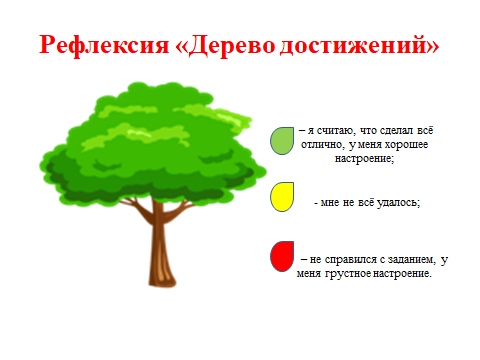 Рефлексия «Дерево достижений»
– я считаю, что сделал всё
отлично, у меня хорошее
настроение;
- мне не всё удалось;
– не справился с заданием, у
меня грустное настроение.